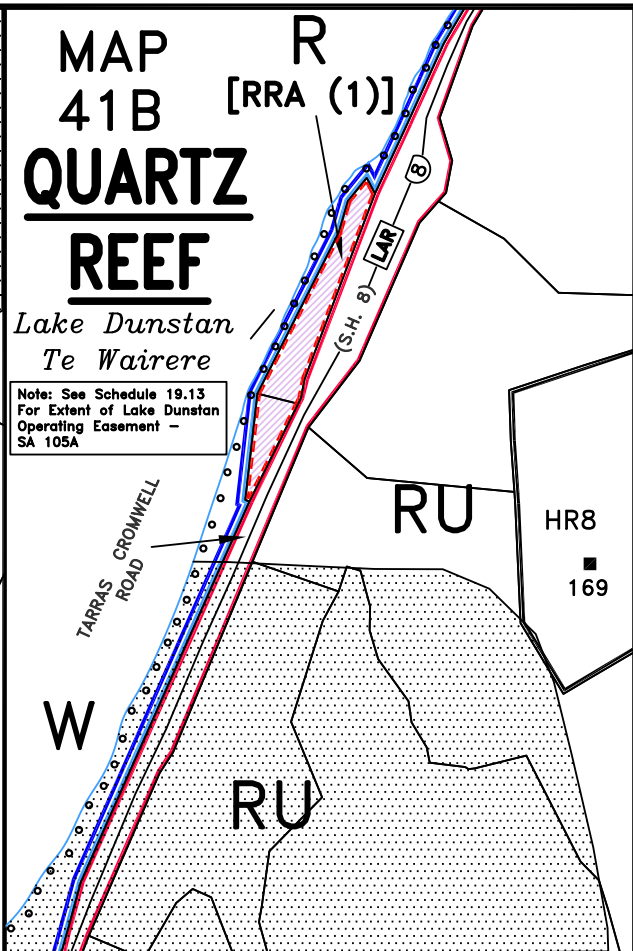 MAP
41B
QUARTZ
REEF
R
[RRA (1)]
Lake Dunstan
Te Wairere
Note: See Schedule 19.13
For Extent of Lake Dunstan
Operating Easement –
SA 105A
8
LAR
(S.H. 8)
TARRAS CROMWELL
ROAD
RU
HR8
169
W
RU